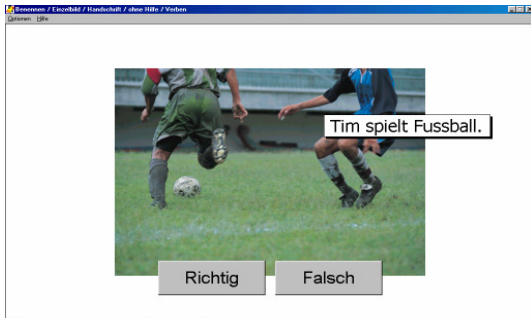 Benennen / Einzelbild / Handschrift / ohne Hilfe / Verben
Optionen Hilfe
Tim spielt Fussball.
Richtig Falsch